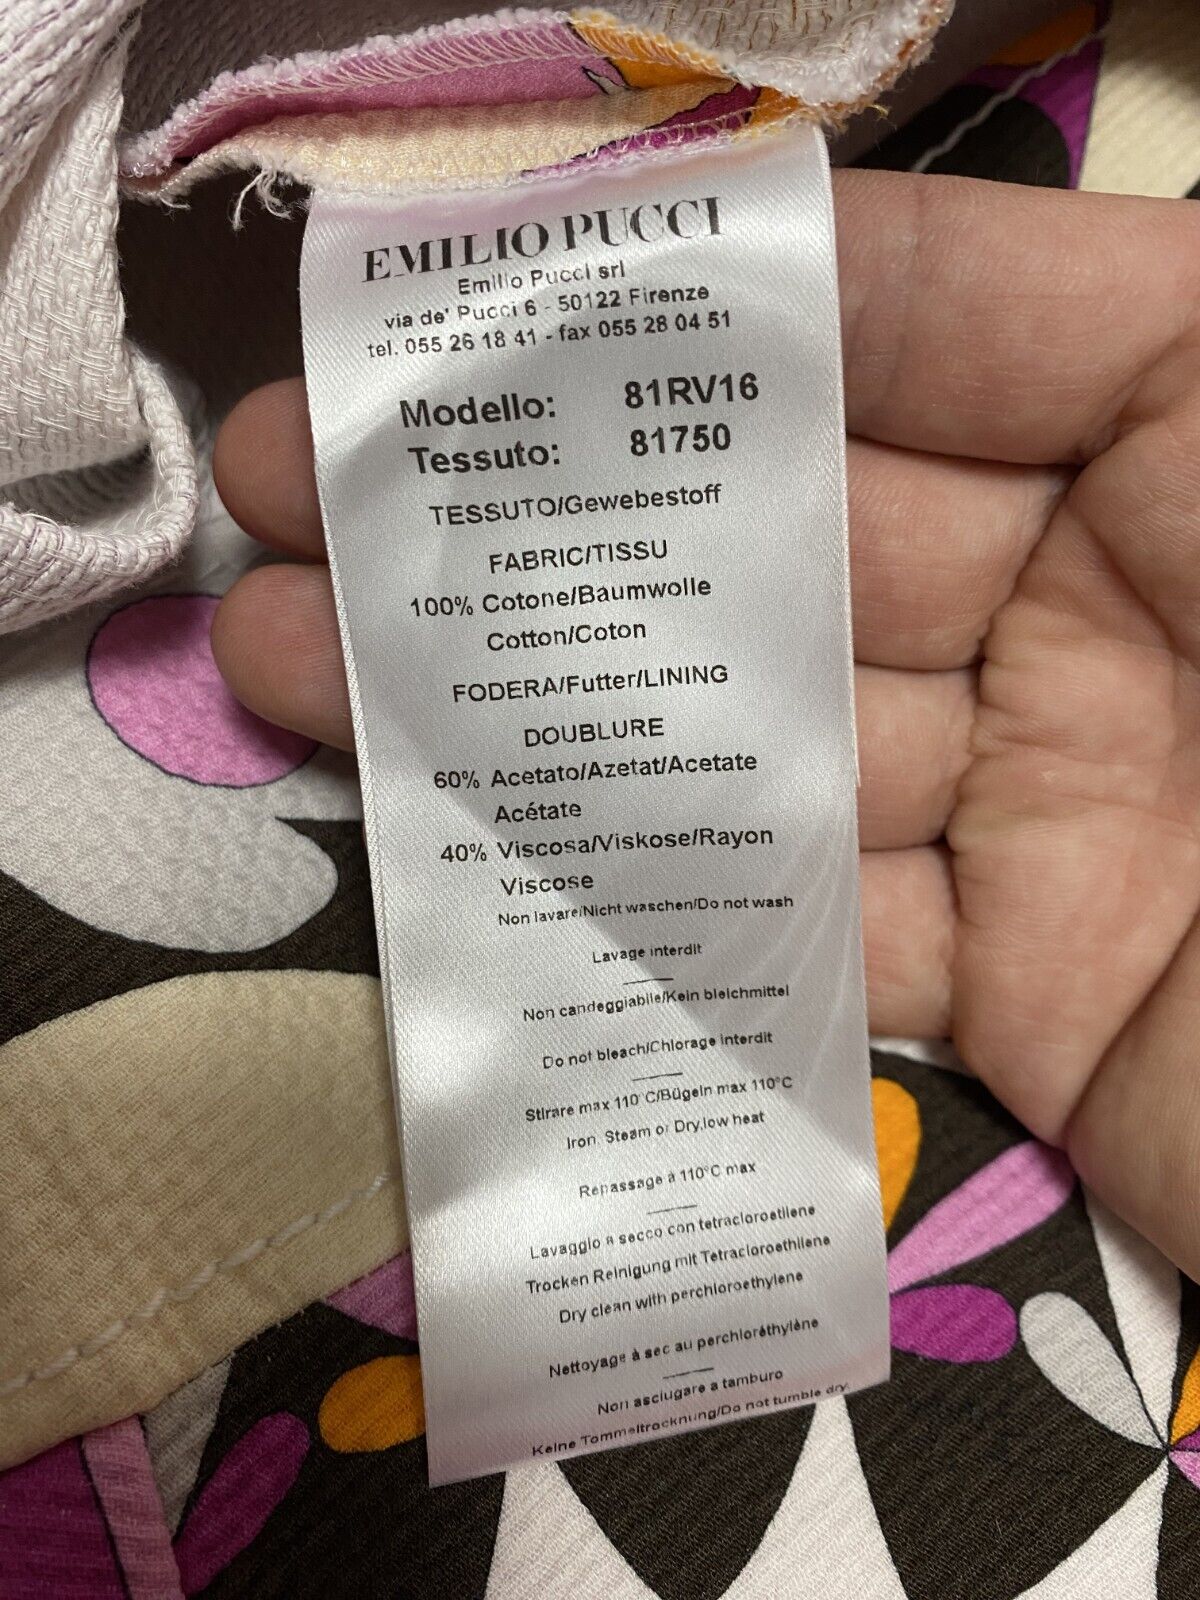 EMILIO PUCCI
Emilio Pucci srl
via de' Pucci 6 - 50122 Firenze
tel. 055 26 18 41 - fax 055 28 04 51
Modello: 81RV16
Tessuto: 81750
TESSUTO/Gewebestoff
FABRIC/TISSU
100% Cotone/Baumwolle
Cotton/Coton
FODERA/Futter/LINING
DOUBLURE
60% Acetato/Azetat/Acetate
Acétate
40% Viscosa/Viskose/Rayon
Viscose
Non lavare/Nicht waschen/Do not wash
Lavage interdit
Non candeggiabile/Kein bleichmittel
Do not bleach/Chlorage interdit
Stirare max 110°C/Bügeln max 110°C
Iron. Steam or Dry,low heat
Repassage à 110°C max
Lavaggio a secco con tetracloroetilene
Trocken Reinigung mit Tetracloroethilene
Dry clean with perchloroethylene
Nettoyage à sec au perchloréthylène
Non asciugare a tamburo
Keine Tommeltrocknung/Do not tumble dry